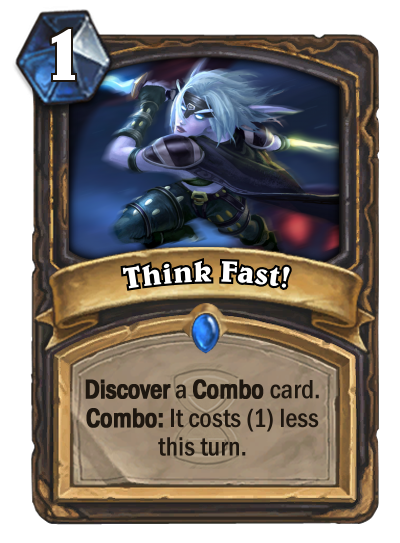 1
Think Fast!
Discover a Combo card.
Combo: It costs (1) less
this turn.